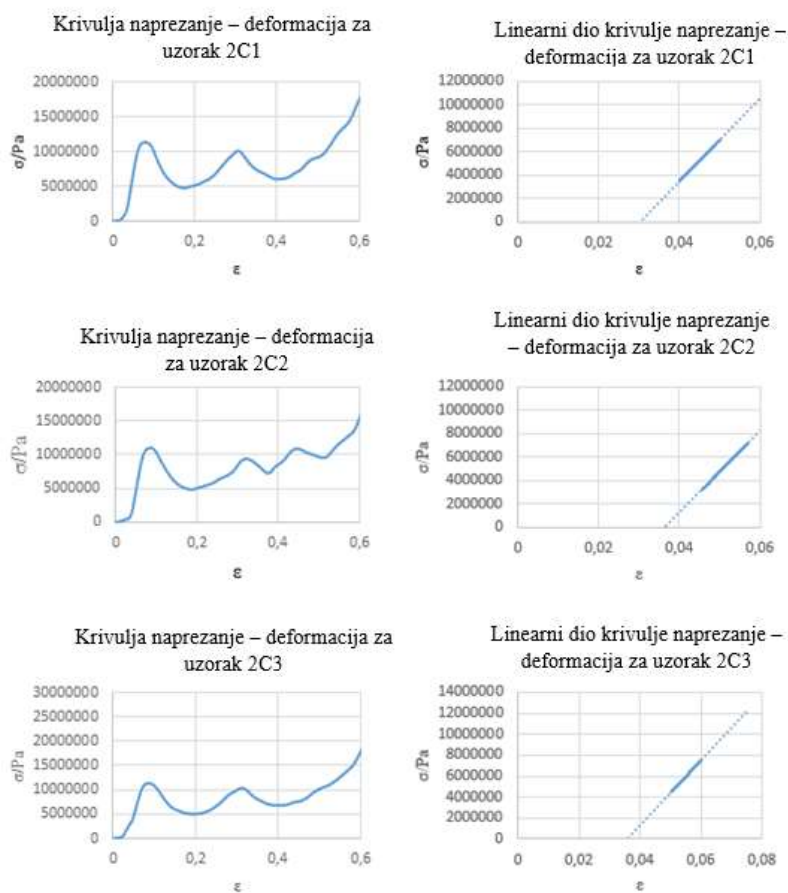 Krivulja naprezanje – deformacija za
uzorak 2C1
20000000
15000000
10000000
5000000
0
σ/Pa
0 0,2 0,4 0,6
ε
Linearni dio krivulje naprezanje –
deformacija za uzorak 2C1
12000000
10000000
8000000
6000000
4000000
2000000
0
σ/Pa
0 0,02 0,04 0,06
ε
Krivulja naprezanje – deformacija
za uzorak 2C2
20000000
15000000
10000000
5000000
0
σ/Pa
0 0,2 0,4 0,6
ε
Linearni dio krivulje naprezanje
– deformacija za uzorak 2C2
12000000
10000000
8000000
6000000
4000000
2000000
0
σ/Pa
0 0,02 0,04 0,06
ε
Krivulja naprezanje – deformacija za
uzorak 2C3
30000000
25000000
20000000
15000000
10000000
5000000
0
σ/Pa
0 0,2 0,4 0,6
ε
Linearni dio krivulje naprezanje –
deformacija za uzorak 2C3
14000000
12000000
10000000
8000000
6000000
4000000
2000000
0
σ/Pa
0 0,02 0,04 0,06 0,08
ε